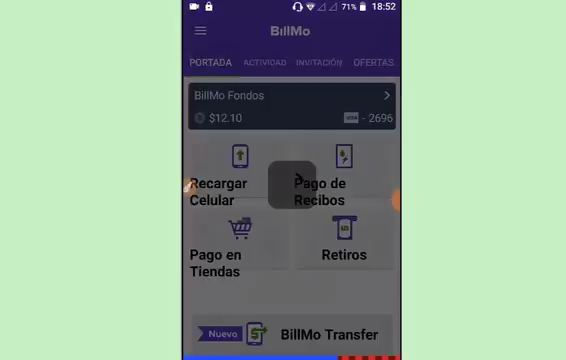 71% 18:52
BillMo
PORTADA ACTIVIDAD INVITACIÓN OFERTAS
BillMo Fondos
$12.10 VISA - 2696
Recargar Pago de
Celular Recibos
Pago en Retiros
Tiendas
Nuevo BillMo Transfer